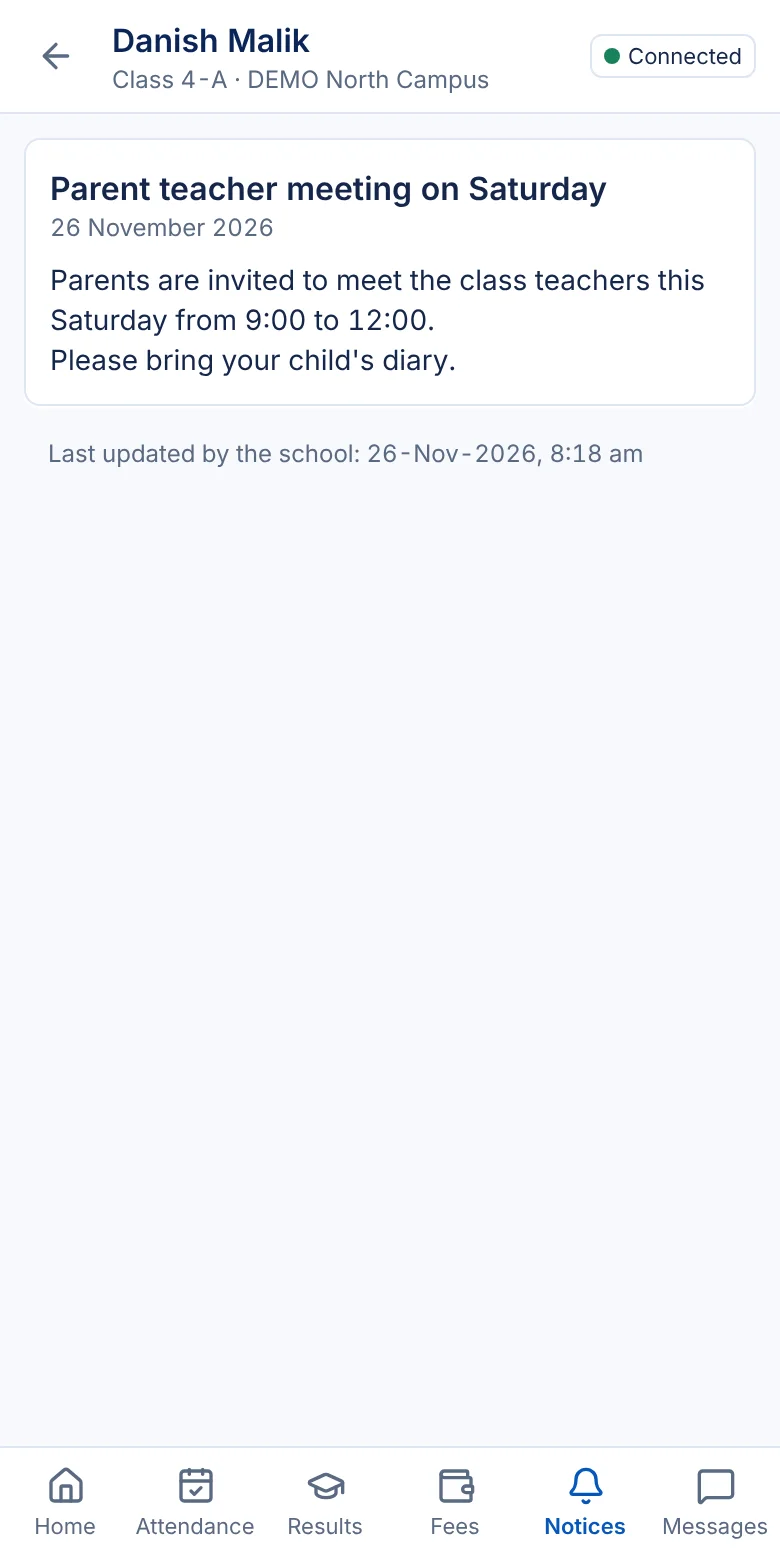 Danish Malik
Class 4-A · DEMO North Campus
Connected
Parent teacher meeting on Saturday
26 November 2026
Parents are invited to meet the class teachers this
Saturday from 9:00 to 12:00.
Please bring your child's diary.
Last updated by the school: 26-Nov-2026, 8:18 am
Home
Attendance
Results
Fees
Notices
Messages